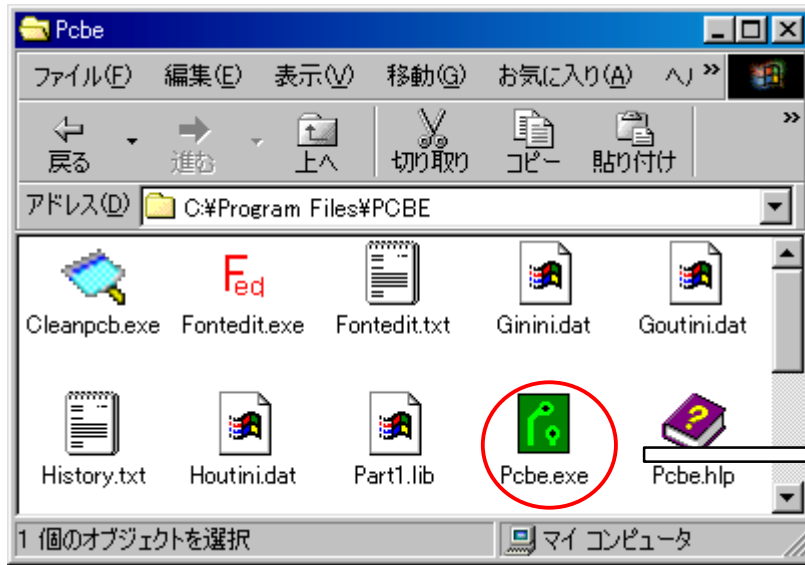 Pcbe
ファイル(F) 編集(E) 表示(V) 移動(G) お気に入り(A) ヘル »
戻る 進む 上へ 切り取り コピー 貼り付け »
アドレス(D) C:¥Program Files¥PCBE
Cleanpcb.exe Fontedit.exe Fontedit.txt Ginini.dat Goutini.dat
History.txt Houtini.dat Part1.lib Pcbe.exe Pcbe.hlp
1 個のオブジェクトを選択 マイ コンピュータ